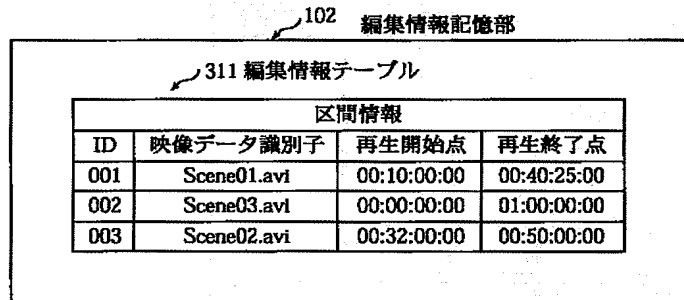 102 編集情報記憶部
311 編集情報テーブル
区間情報
ID 映像データ識別子 再生開始点 再生終了点
001 Scene01.avi 00:10:00:00 00:40:25:00
002 Scene03.avi 00:00:00:00 01:00:00:00
003 Scene02.avi 00:32:00:00 00:50:00:00